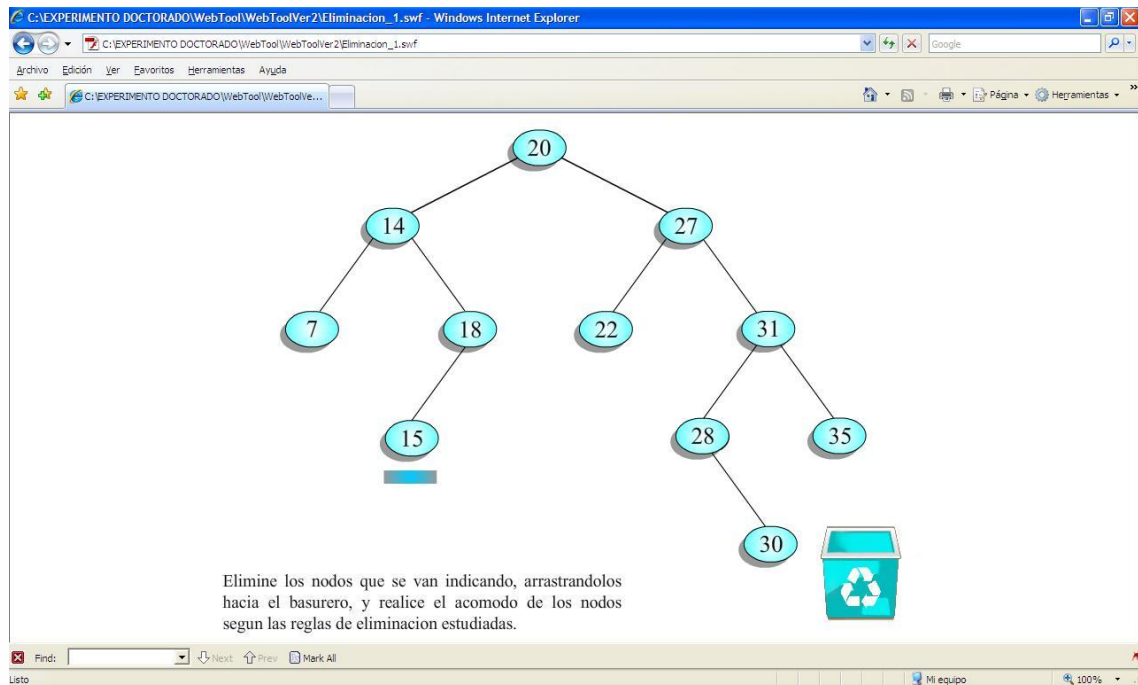 C:\EXPERIMENTO DOCTORADO\WebTool\WebToolVer2\Eliminacion_1.swf - Windows Internet Explorer
C:\EXPERIMENTO DOCTORADO\WebTool\WebToolVer2\Eliminacion_1.swf
Google
Archivo Edición Ver Favoritos Herramientas Ayuda
C:\EXPERIMENTO DOCTORADO\WebTool\WebToolVe...
Página Herramientas »
20
14 27
7 18 22 31
15 28 35
30
Elimine los nodos que se van indicando, arrastrandolos
hacia el basurero, y realice el acomodo de los nodos
segun las reglas de eliminacion estudiadas.
Find: Next Prev Mark All
Listo Mi equipo 100%